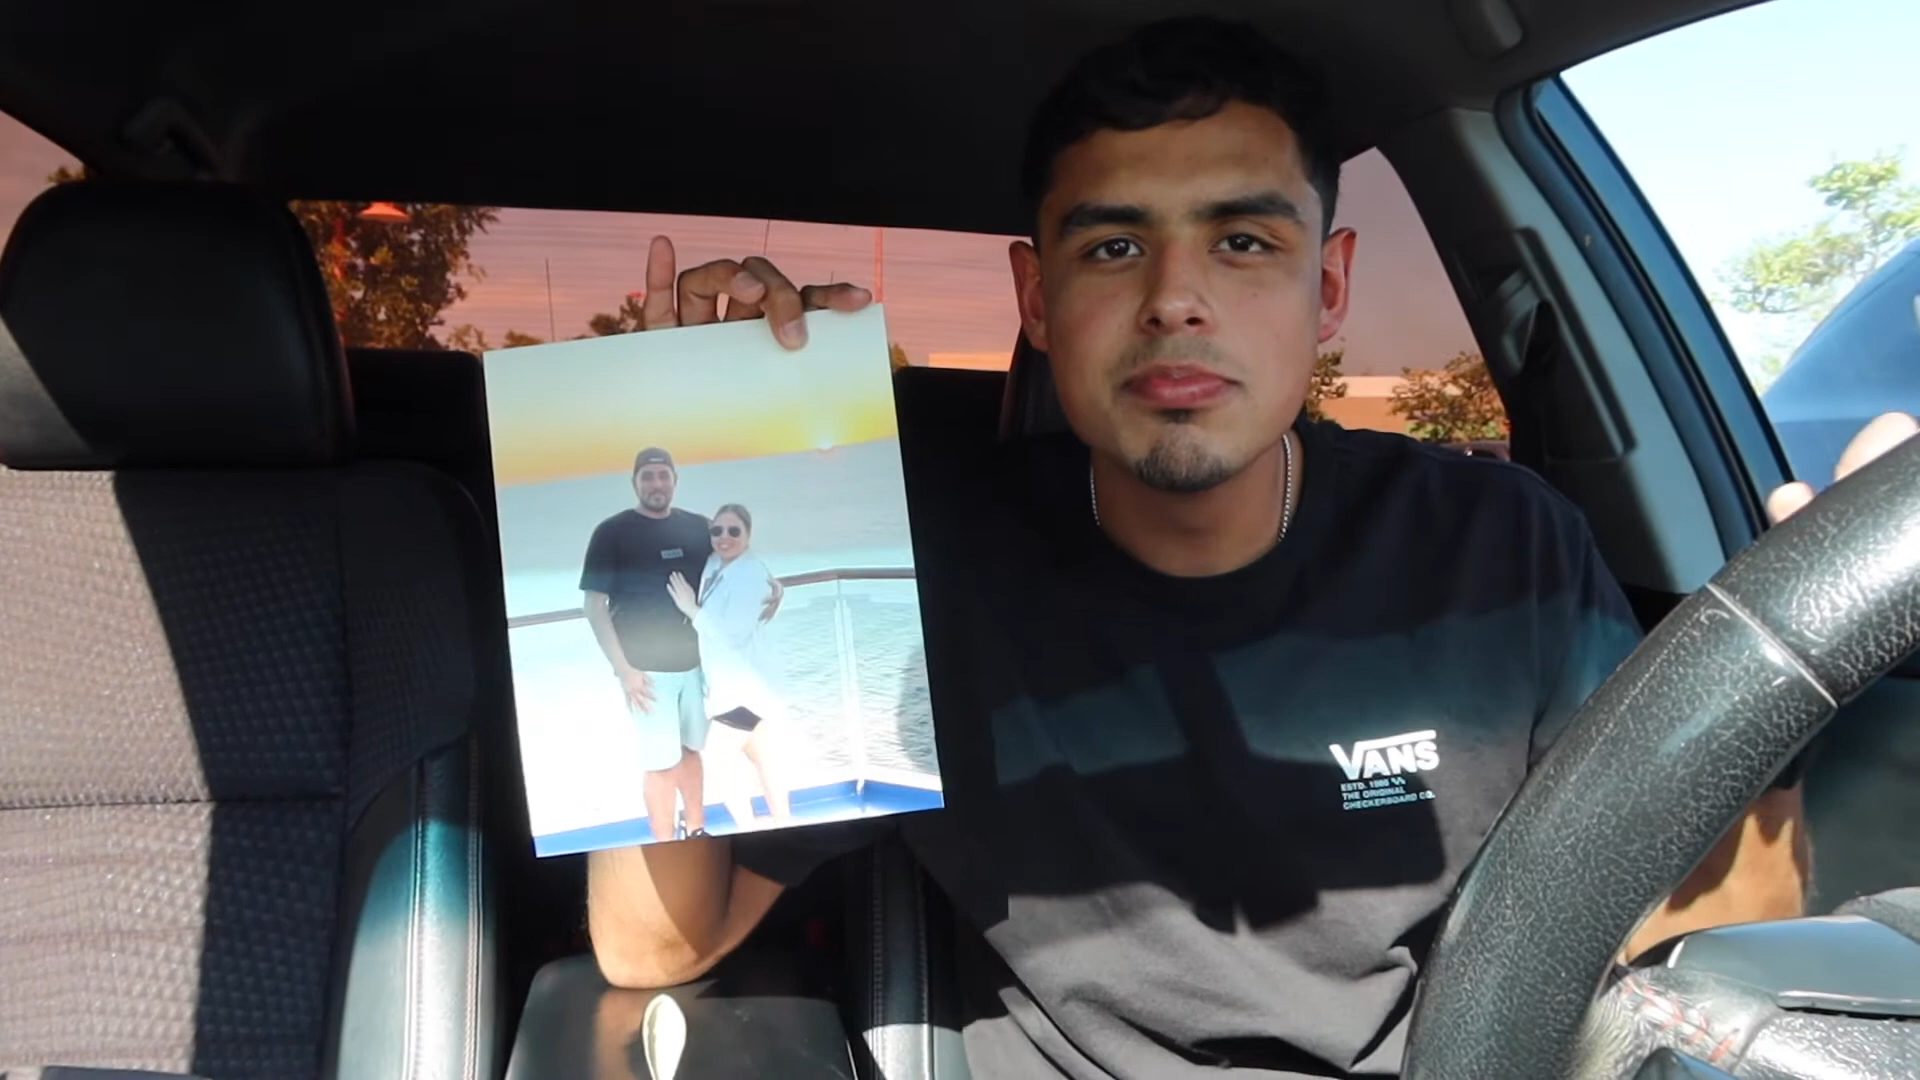 VANS
ESTD. 1966
THE ORIGINAL
CHECKERBOARD CO.